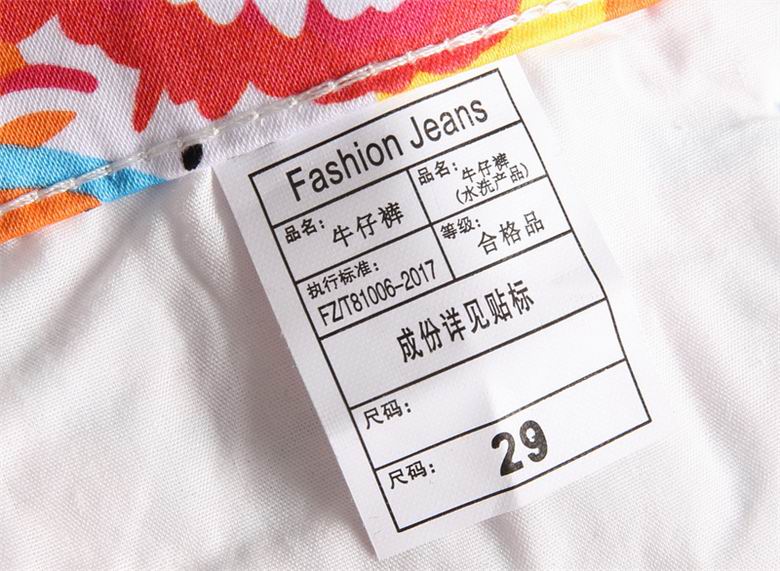 Fashion Jeans
品名: 牛仔裤
品名: 牛仔裤
(水洗产品)
执行标准:
FZ/T81006-2017
等级: 合格品
成份详见贴标
尺码:
尺码: 29